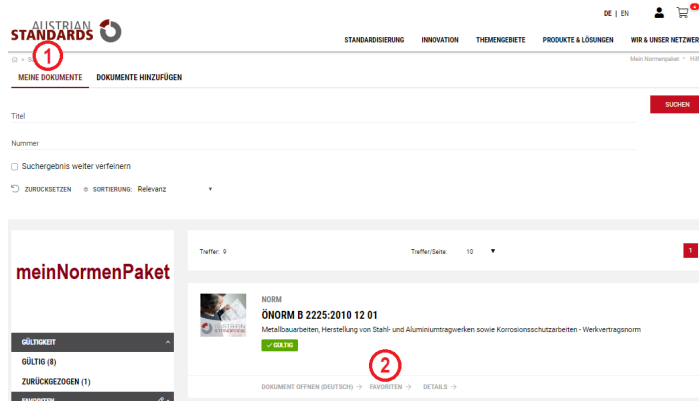 DE | EN
AUSTRIAN
STANDARDS
STANDARDISIERUNG INNOVATION THEMENGEBIETE PRODUKTE & LÖSUNGEN WIR & UNSER NETZWER
1
Mein Normenpaket Hilf
MEINE DOKUMENTE DOKUMENTE HINZUFÜGEN
SUCHEN
Titel
Nummer
Suchergebnis weiter verfeinern
ZURÜCKSETZEN SORTIERUNG: Relevanz
Treffer: 9 Treffer/Seite: 10 1
meinNormenPaket
NORM
ÖNORM B 2225:2010 12 01
Metallbauarbeiten, Herstellung von Stahl- und Aluminiumtragwerken sowie Korrosionsschutzarbeiten - Werkvertragsnorm
GÜLTIG
GÜLTIGKEIT
GÜLTIG (8)
2
ZURÜCKGEZOGEN (1)
DOKUMENT ÖFFNEN (DEUTSCH) → FAVORITEN → DETAILS →
FAVORITEN